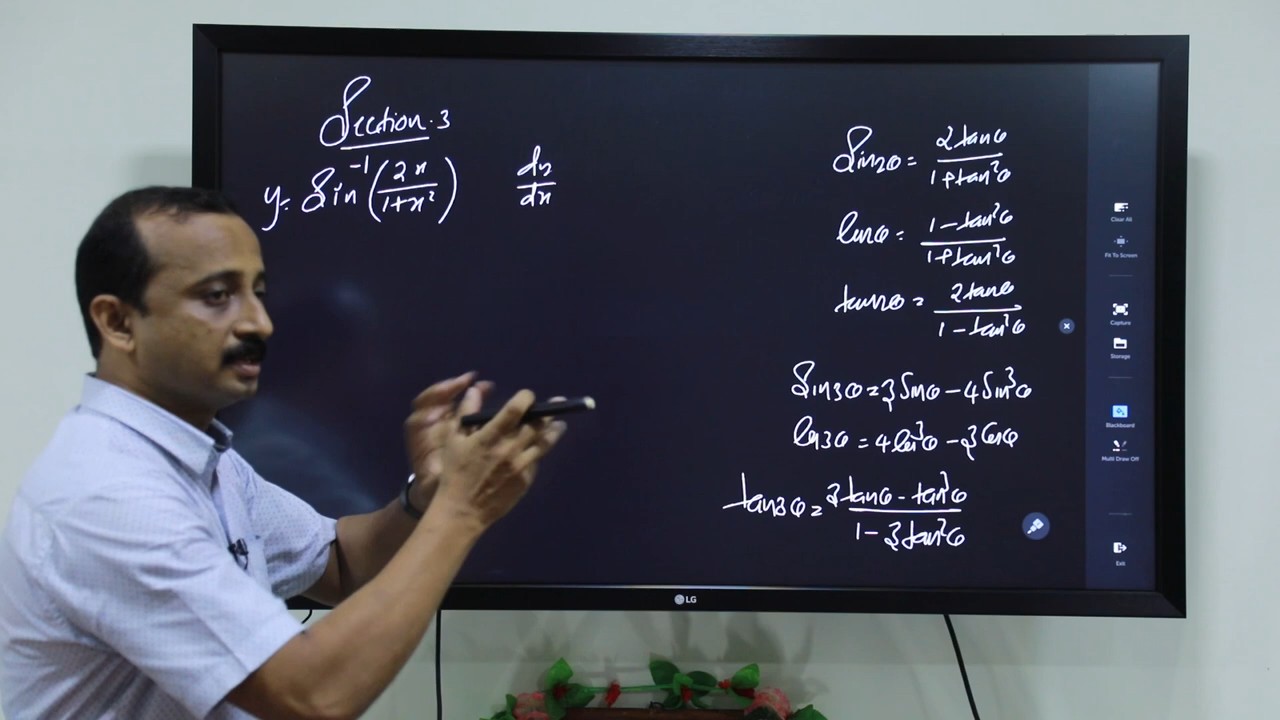 Section. 3
y = Sin⁻¹(2x/(1+x²)) dy/dx
Sin2θ = 2tanθ/(1+tan²θ)
Cosθ = (1-tan²θ)/(1+tan²θ)
tan2θ = 2tanθ/(1-tan²θ)
Sin3θ = 3Sinθ - 4Sin³θ
Cos3θ = 4Cos³θ - 3Cosθ
tan3θ = (3tanθ - tan³θ)/(1 - 3tan²θ)
Clear All
Fit To Screen
Capture
Storage
Blackboard
Multi Draw Off
Exit
LG